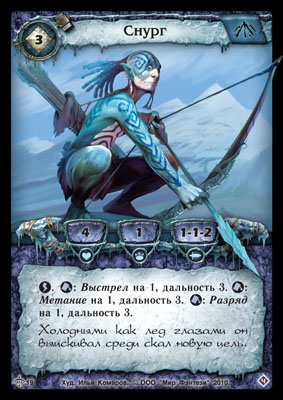 3
Снург
4
1
1-1-2
: Выстрел на 1, дальность 3.
Метание на 1, дальность 3. : Разряд
на 1, дальность 3.
Холодными как лед глазами он
выискивал среди скал новую цель.
19 Худ. Илья Комаров. © ООО "Мир Фэнтези" 2010.